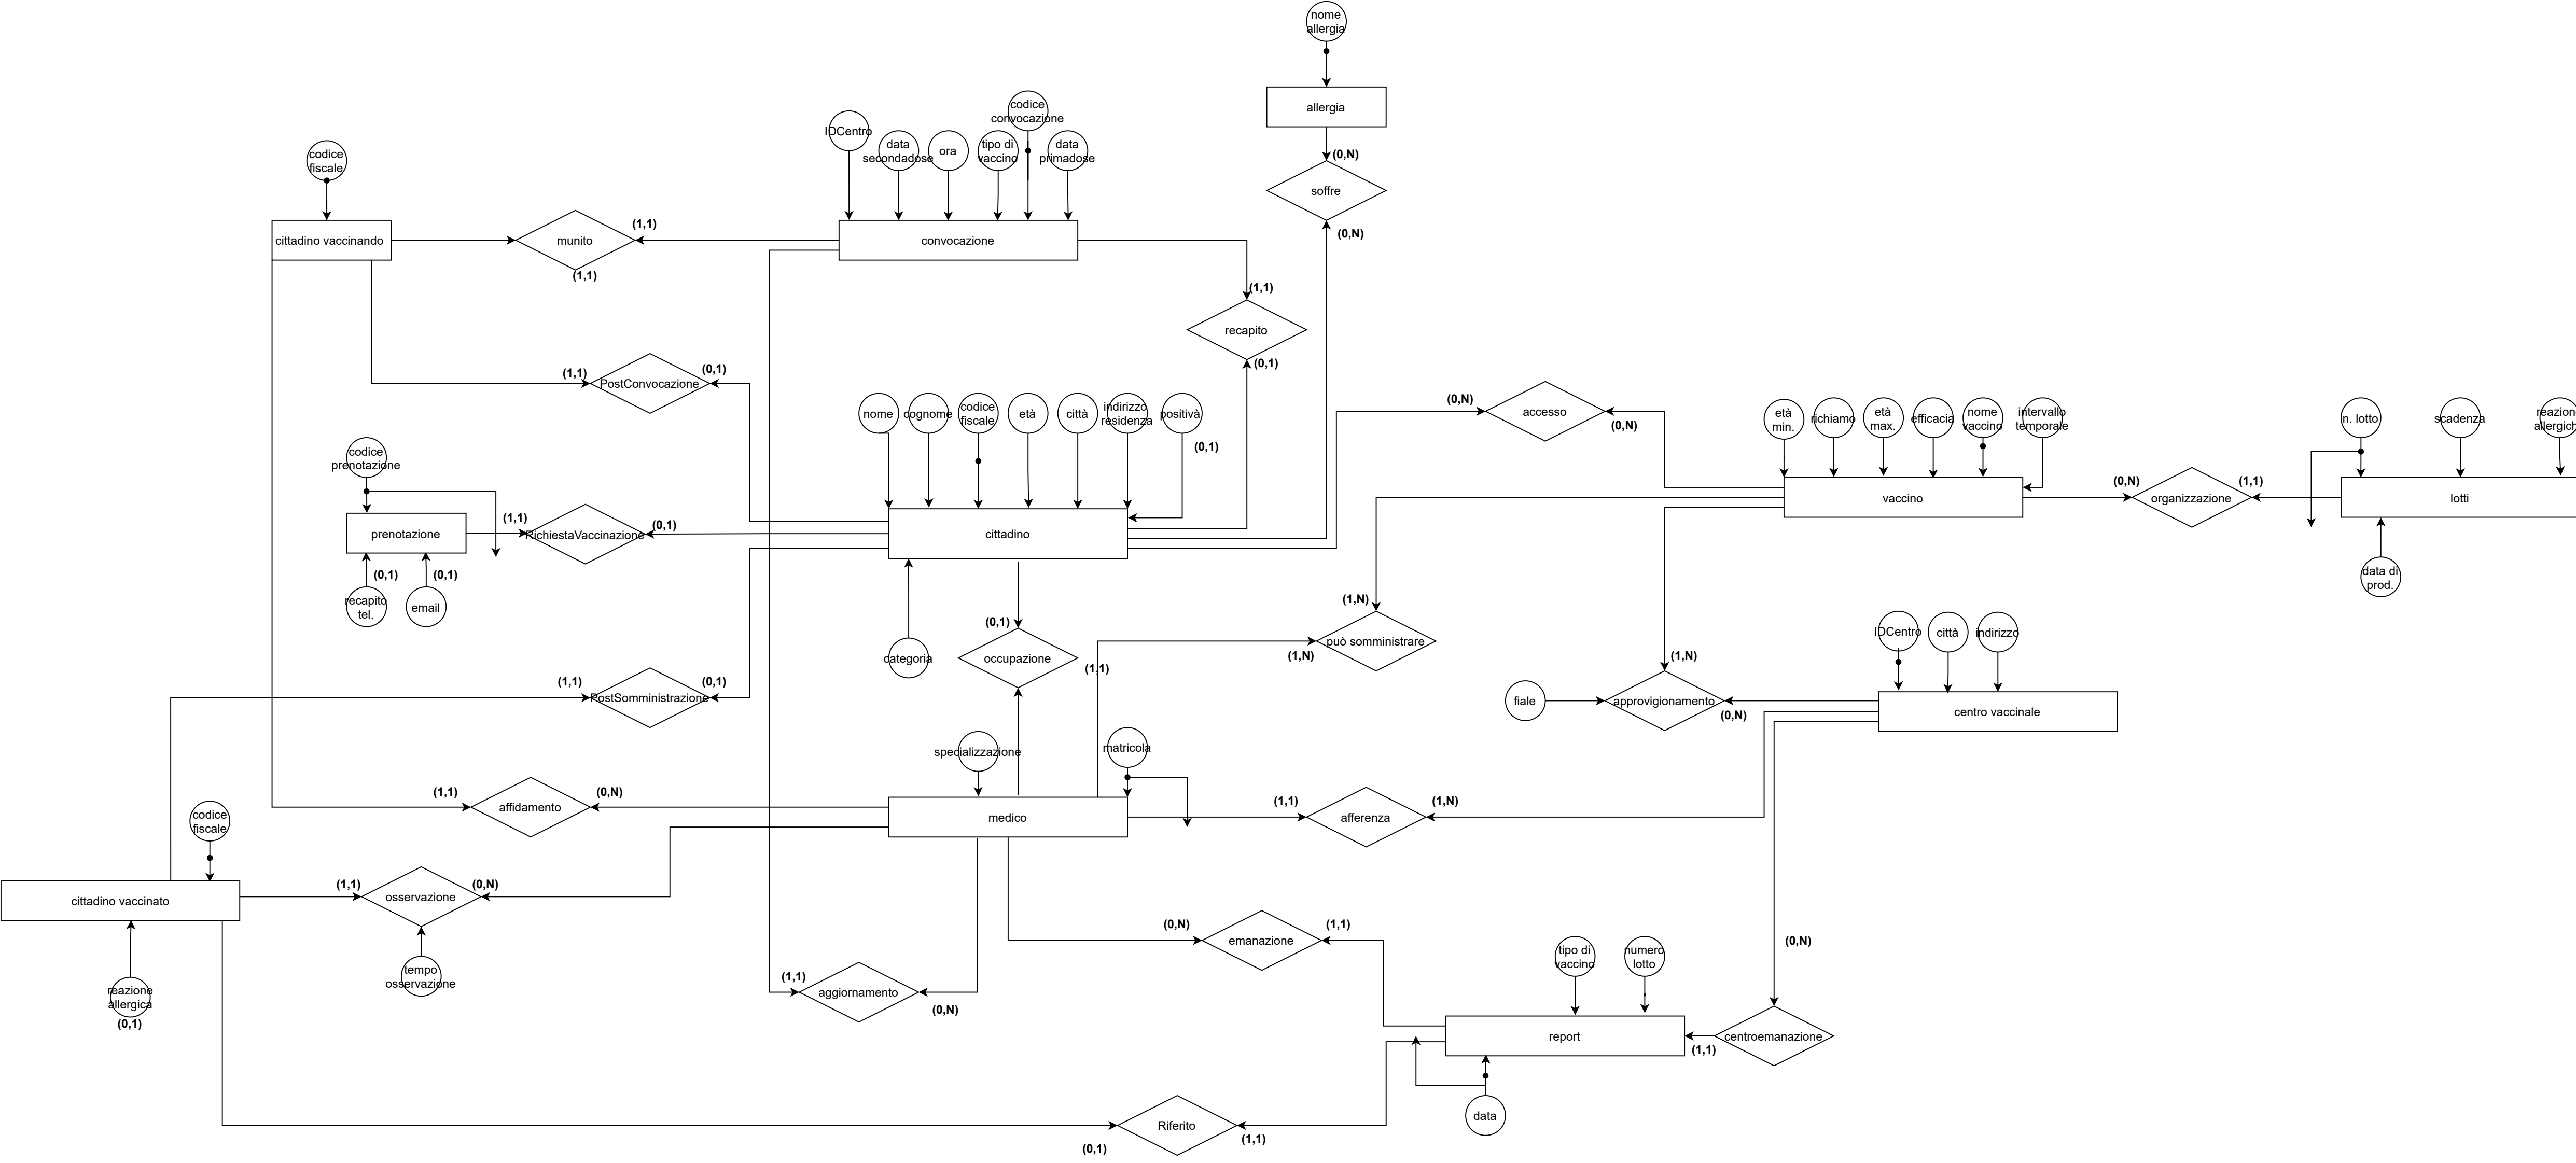 nome
allergia
allergia
(0,N)
soffre
(0,N)
codice
fiscale
cittadino vaccinando
munito
(1,1)
(1,1)
IDCentro
data
secondadose
ora
tipo di
vaccino
codice
convocazione
data
primadose
convocazione
(1,1)
recapito
(0,1)
(1,1)
PostConvocazione
(0,1)
nome
cognome
codice
fiscale
età
città
indirizzo
residenza
positivà
(0,1)
codice
prenotazione
prenotazione
(0,1)
(0,1)
recapito
tel.
email
(1,1)
RichiestaVaccinazione
(0,1)
cittadino
categoria
(0,1)
occupazione
(1,1)
(1,1)
PostSomministrazione
(0,1)
(0,N)
accesso
(0,N)
età
min.
richiamo
età
max.
efficacia
nome
vaccino
intervallo
temporale
vaccino
(0,N)
organizzazione
(1,1)
n. lotto
scadenza
reazion
allergich
lotti
data di
prod.
(1,N)
può somministrare
(1,N)
IDCentro
città
indirizzo
centro vaccinale
(1,N)
fiale
approvigionamento
(0,N)
specializzazione
matricola
medico
(1,1)
affidamento
(0,N)
(1,1)
afferenza
(1,N)
codice
fiscale
cittadino vaccinato
reazione
allergica
(0,1)
(1,1)
osservazione
(0,N)
tempo
osservazione
(1,1)
aggiornamento
(0,N)
(0,N)
emanazione
(1,1)
(0,N)
tipo di
vaccino
numero
lotto
report
centroemanazione
(1,1)
data
Riferito
(0,1)
(1,1)